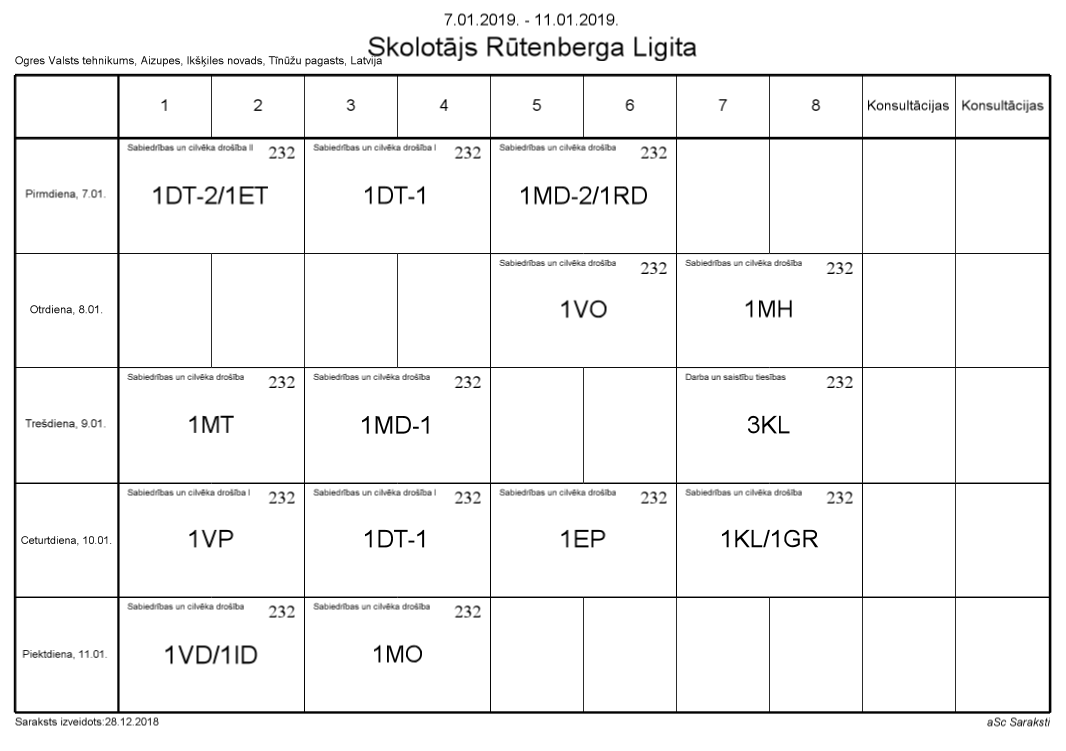 7.01.2019. - 11.01.2019.
Skolotājs Rūtenberga Ligita
Ogres Valsts tehnikums, Aizupes, Ikšķiles novads, Tīnūžu pagasts, Latvija
1 2 3 4 5 6 7 8 Konsultācijas Konsultācijas
Sabiedrības un cilvēka drošība II 232 Sabiedrības un cilvēka drošība I 232 Sabiedrības un cilvēka drošība 232
Pirmdiena, 7.01. 1DT-2/1ET 1DT-1 1MD-2/1RD
Sabiedrības un cilvēka drošība 232 Sabiedrības un cilvēka drošība 232
Otrdiena, 8.01. 1VO 1MH
Sabiedrības un cilvēka drošība 232 Sabiedrības un cilvēka drošība 232 Darba un saistību tiesības 232
Trešdiena, 9.01. 1MT 1MD-1 3KL
Sabiedrības un cilvēka drošība I 232 Sabiedrības un cilvēka drošība I 232 Sabiedrības un cilvēka drošība 232 Sabiedrības un cilvēka drošība 232
Ceturtdiena, 10.01. 1VP 1DT-1 1EP 1KL/1GR
Sabiedrības un cilvēka drošība 232 Sabiedrības un cilvēka drošība 232
Piektdiena, 11.01. 1VD/1ID 1MO
Saraksts izveidots:28.12.2018 aSc Saraksti